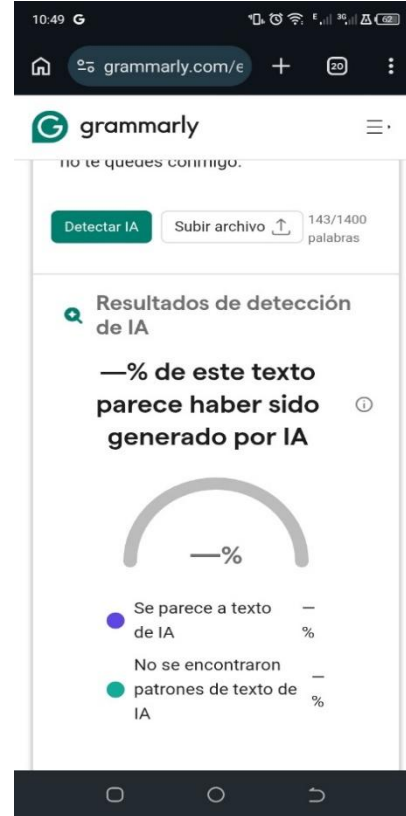 10:49 G
E 3G 62
grammarly.com/e 20
grammarly
no te quedes conmigo.
Detectar IA Subir archivo 143/1400 palabras
Resultados de detección
de IA
—% de este texto
parece haber sido
generado por IA
—%
Se parece a texto —
de IA %
No se encontraron
patrones de texto de —
IA %